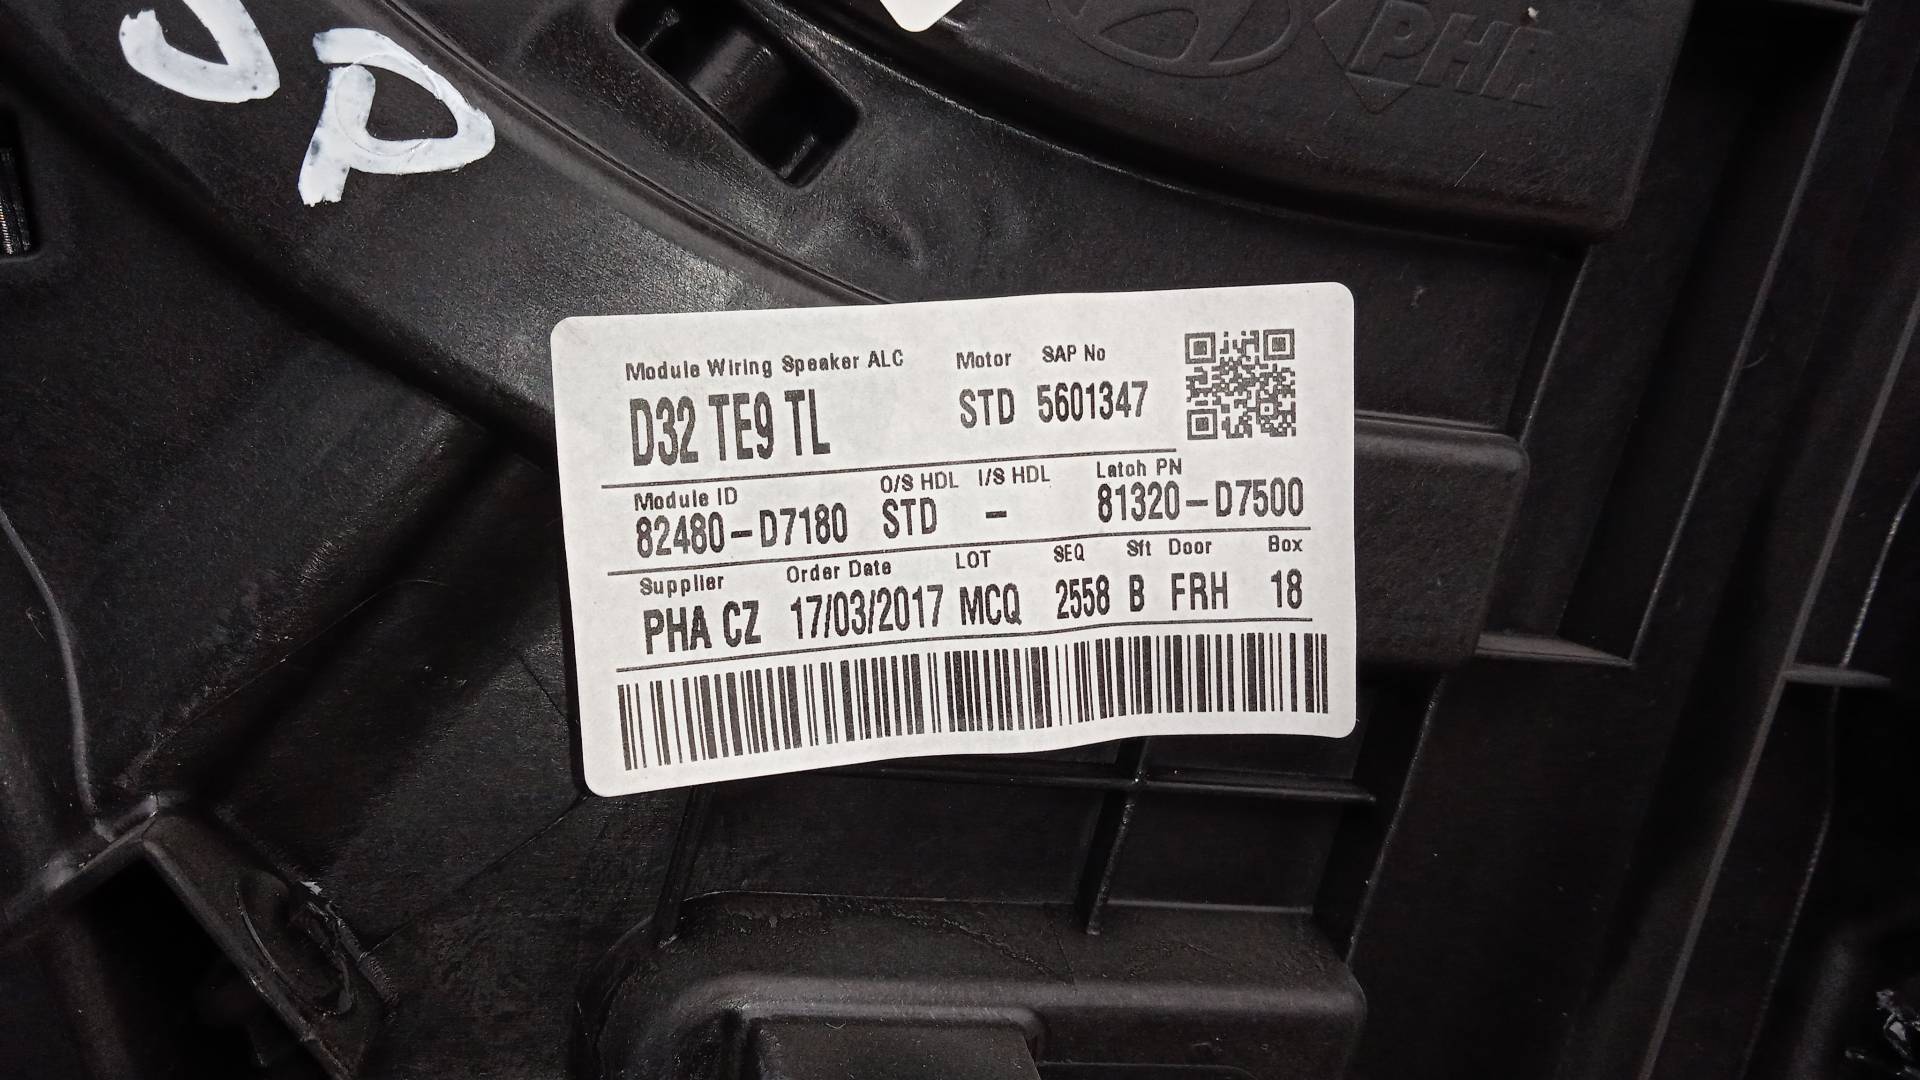 PHA
Module Wiring Speaker ALC Motor SAP No
D32 TE9 TL STD 5601347
Module ID O/S HDL I/S HDL Latch PN
82480-D7180 STD - 81320-D7500
Supplier Order Date LOT SEQ Sft Door Box
PHA CZ 17/03/2017 MCQ 2558 B FRH 18